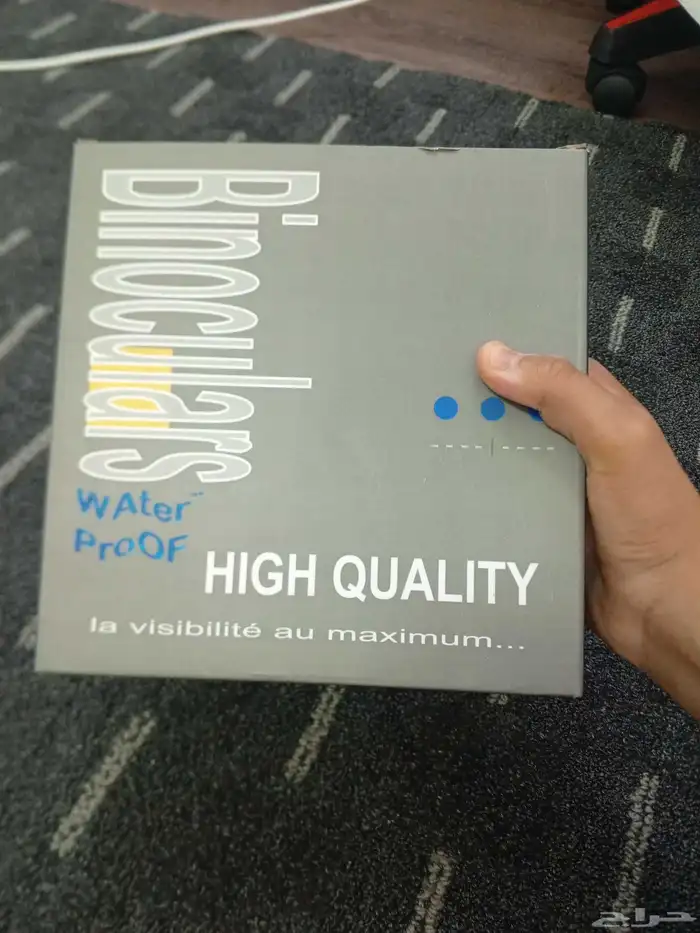 Binoculars
WAter
ProOF
HIGH QUALITY
la visibilité au maximum...
حراج